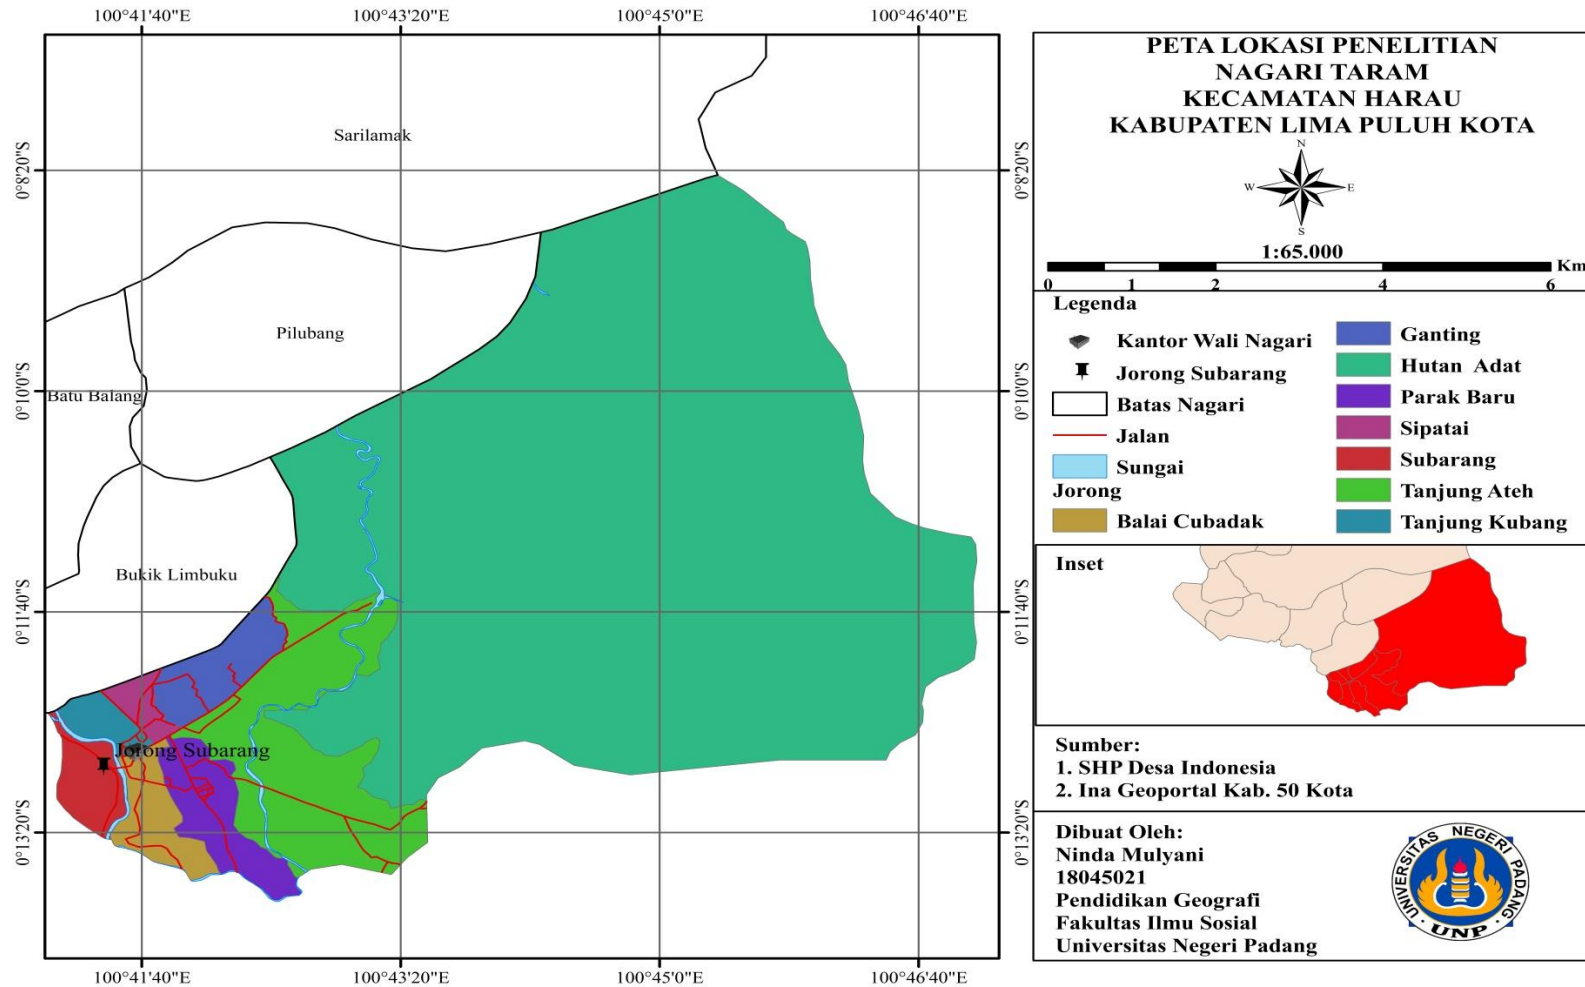 100°41'40"E
100°43'20"E
100°45'0"E
100°46'40"E
0°8'20"S
0°10'0"S
0°11'40"S
0°13'20"S
Sarilamak
Pilubang
Batu Balang
Bukik Limbuku
Jorong Subarang
0°8'20"S
0°10'0"S
0°11'40"S
0°13'20"S
100°41'40"E
100°43'20"E
100°45'0"E
100°46'40"E
PETA LOKASI PENELITIAN
NAGARI TARAM
KECAMATAN HARAU
KABUPATEN LIMA PULUH KOTA
N
W E
S
1:65.000
Km
0 1 2 4 6
Legenda
Kantor Wali Nagari
Jorong Subarang
Batas Nagari
Jalan
Sungai
Jorong
Balai Cubadak
Ganting
Hutan Adat
Parak Baru
Sipatai
Subarang
Tanjung Ateh
Tanjung Kubang
Inset
Sumber:
1. SHP Desa Indonesia
2. Ina Geoportal Kab. 50 Kota
Dibuat Oleh:
Ninda Mulyani
18045021
Pendidikan Geografi
Fakultas Ilmu Sosial
Universitas Negeri Padang
UNIVERSITAS NEGERI PADANG
UNP